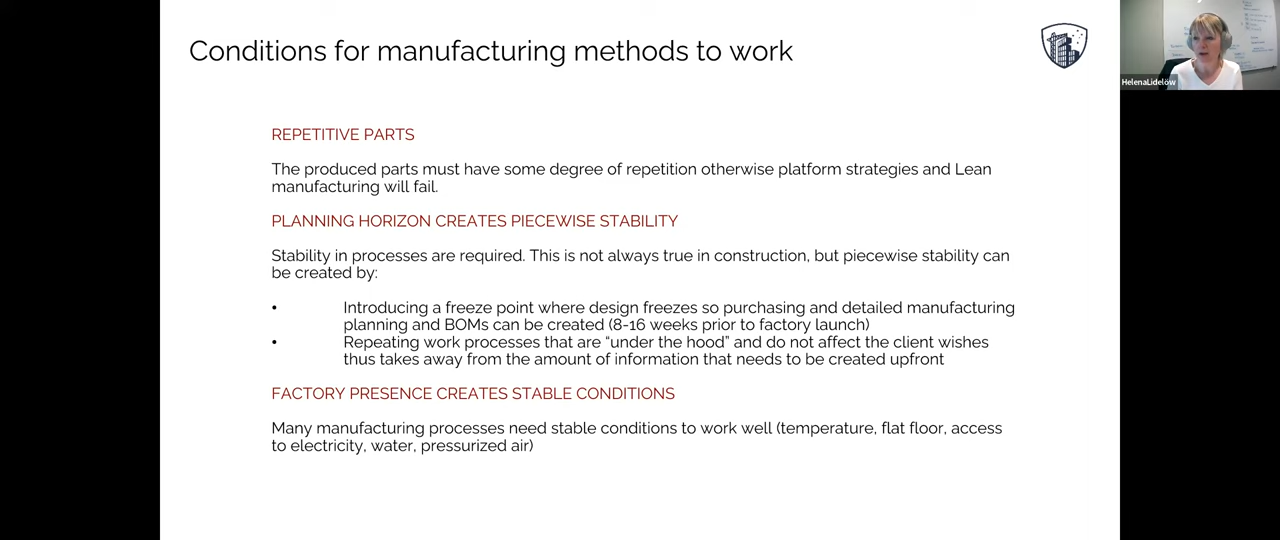 Conditions for manufacturing methods to work
HelenaLidelöw
REPETITIVE PARTS
The produced parts must have some degree of repetition otherwise platform strategies and Lean
manufacturing will fail.
PLANNING HORIZON CREATES PIECEWISE STABILITY
Stability in processes are required. This is not always true in construction, but piecewise stability can
be created by:
• Introducing a freeze point where design freezes so purchasing and detailed manufacturing
planning and BOMs can be created (8-16 weeks prior to factory launch)
• Repeating work processes that are “under the hood” and do not affect the client wishes
thus takes away from the amount of information that needs to be created upfront
FACTORY PRESENCE CREATES STABLE CONDITIONS
Many manufacturing processes need stable conditions to work well (temperature, flat floor, access
to electricity, water, pressurized air)